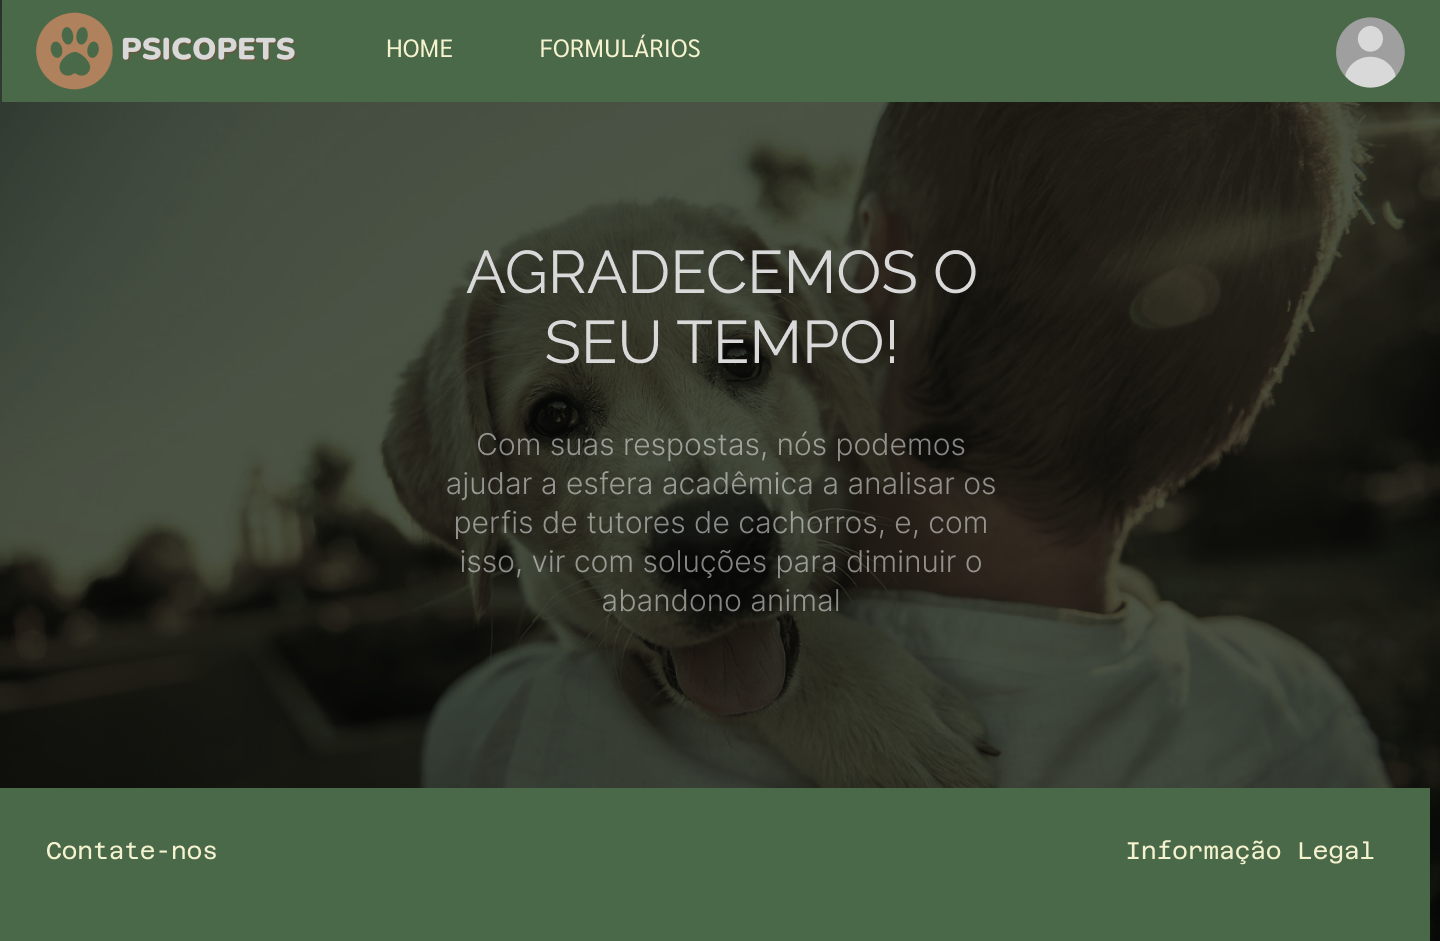 PSICOPETS
HOME
FORMULÁRIOS
AGRADECEMOS O
SEU TEMPO!
Com suas respostas, nós podemos
ajudar a esfera acadêmica a analisar os
perfis de tutores de cachorros, e, com
isso, vir com soluções para diminuir o
abandono animal
Contate-nos
Informação Legal